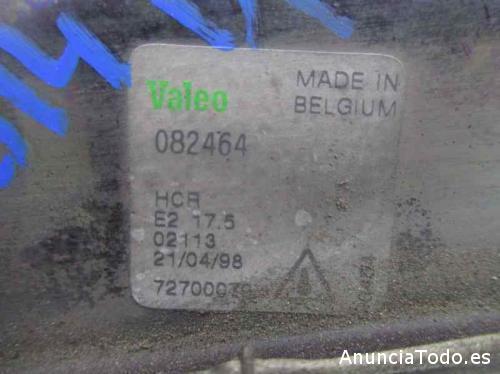 Valeo
MADE IN
BELGIUM
082464
HCR
E2 17.5
02113
21/04/98
AnunciaTodo.es